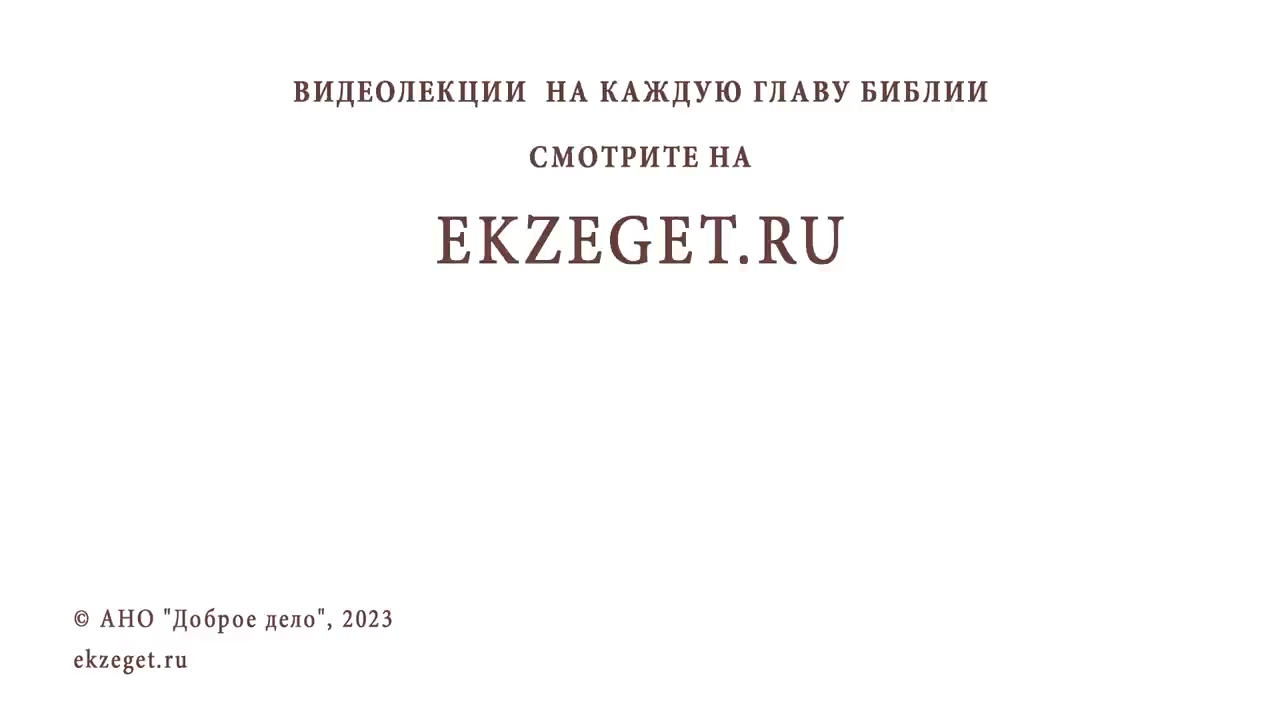 ВИДЕОЛЕКЦИИ НА КАЖДУЮ ГЛАВУ БИБЛИИ
СМОТРИТЕ НА
EKZEGET.RU
© АНО "Доброе дело", 2023
ekzeget.ru